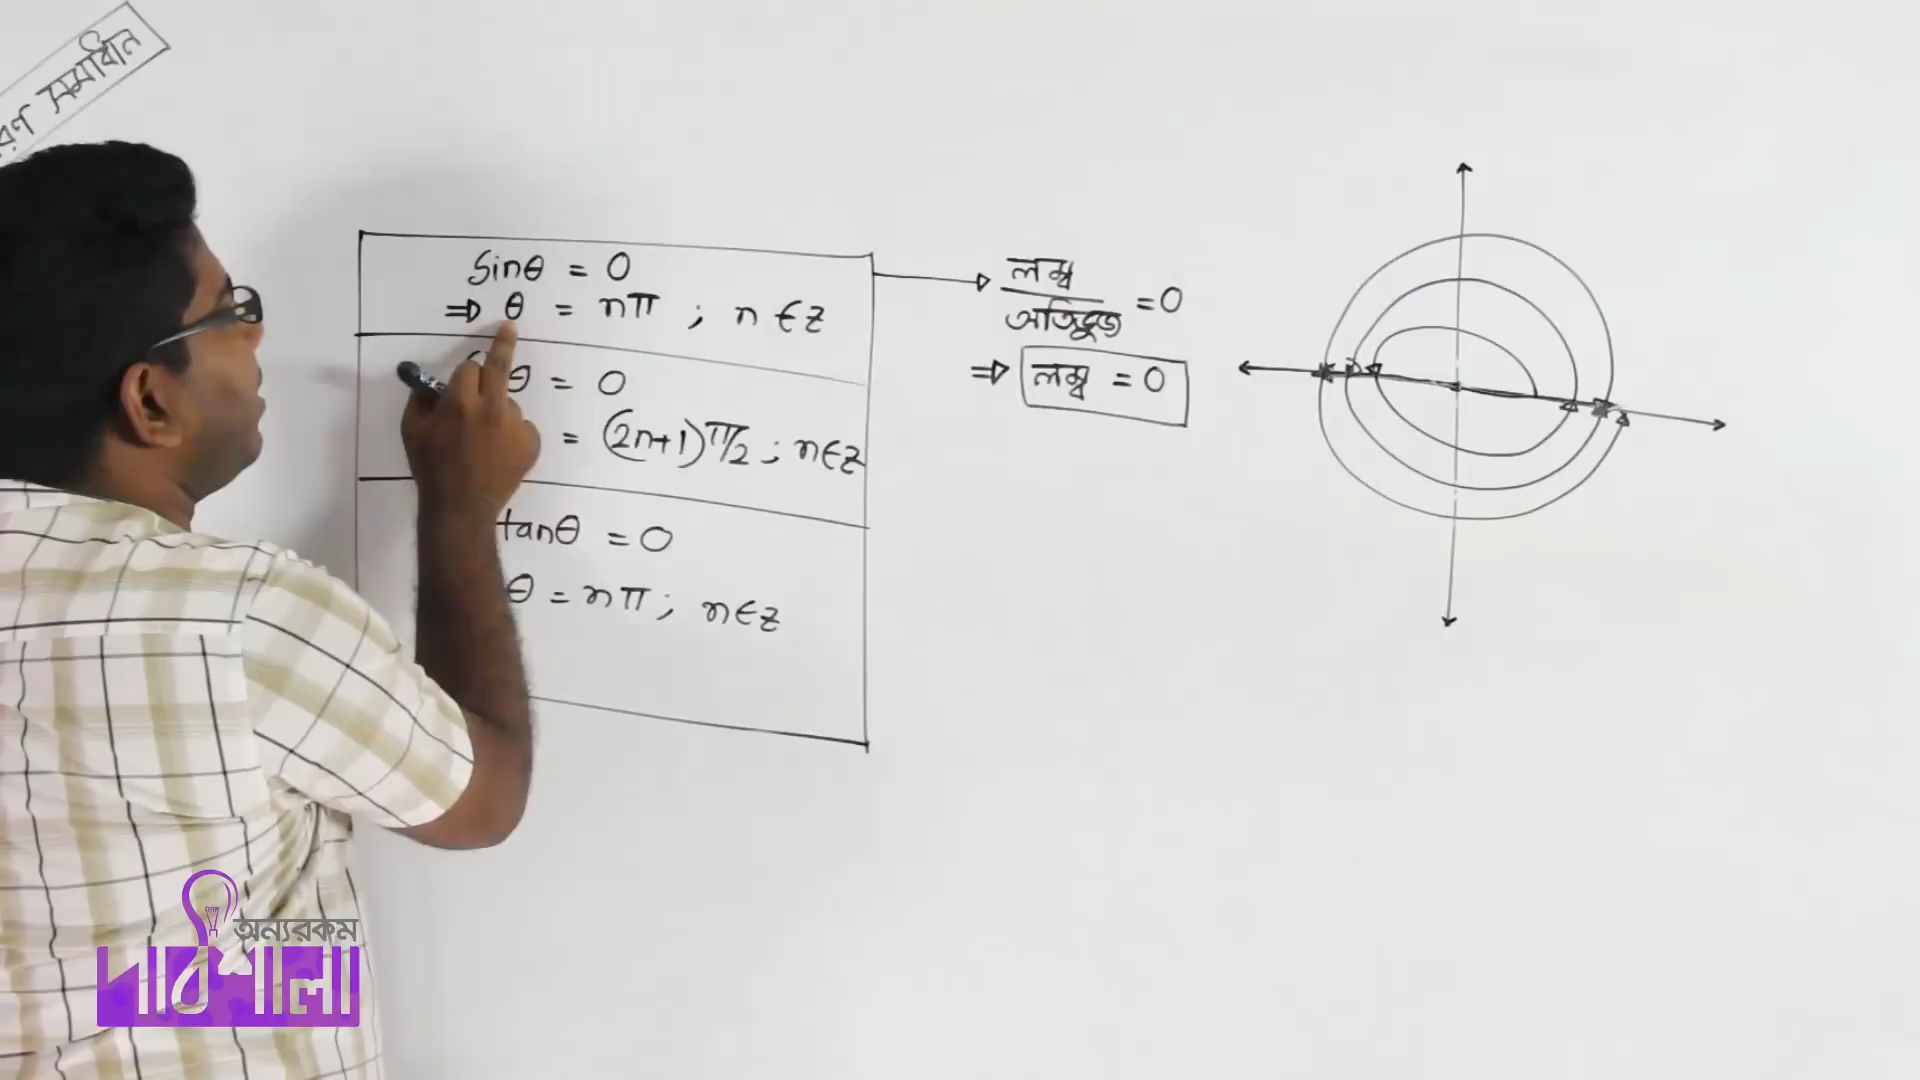 সমাধান
sinθ = 0
⇒ θ = nπ ; n ∈ z
θ = 0
= (2n+1)π/2 ; n∈z
tanθ = 0
θ = nπ ; n∈z
লম্ব
অতিভুজ = 0
⇒ লম্ব = 0
অন্যরকম
পাঠশালা